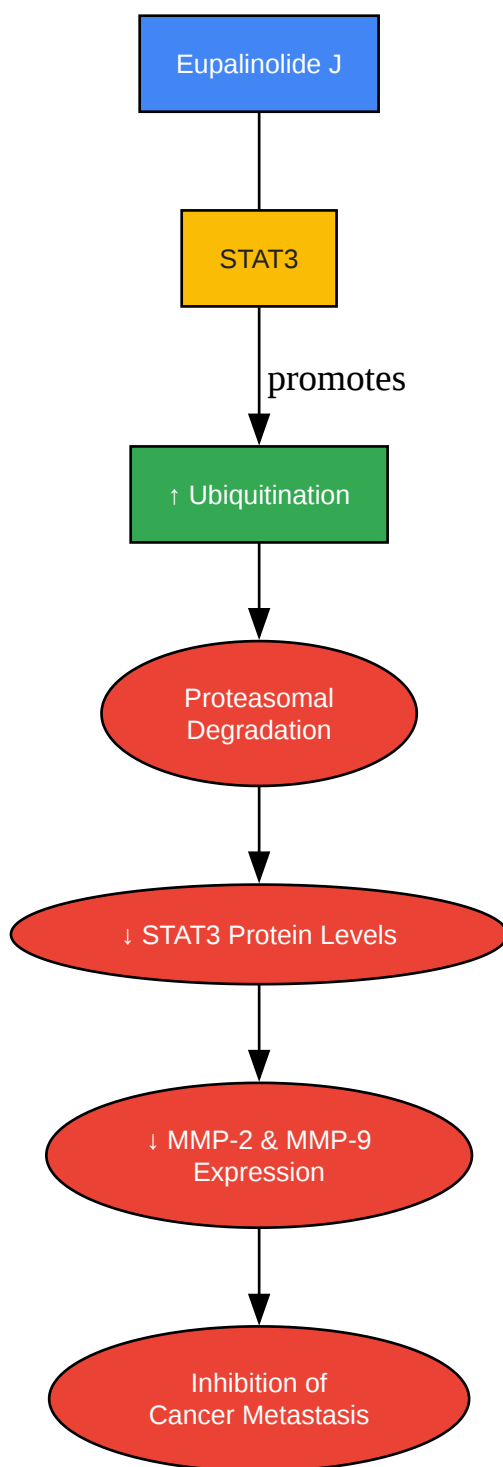 Eupalinolide J
STAT3
promotes
↑ Ubiquitination
Proteasomal
Degradation
↓ STAT3 Protein Levels
↓ MMP-2 & MMP-9
Expression
Inhibition of
Cancer Metastasis